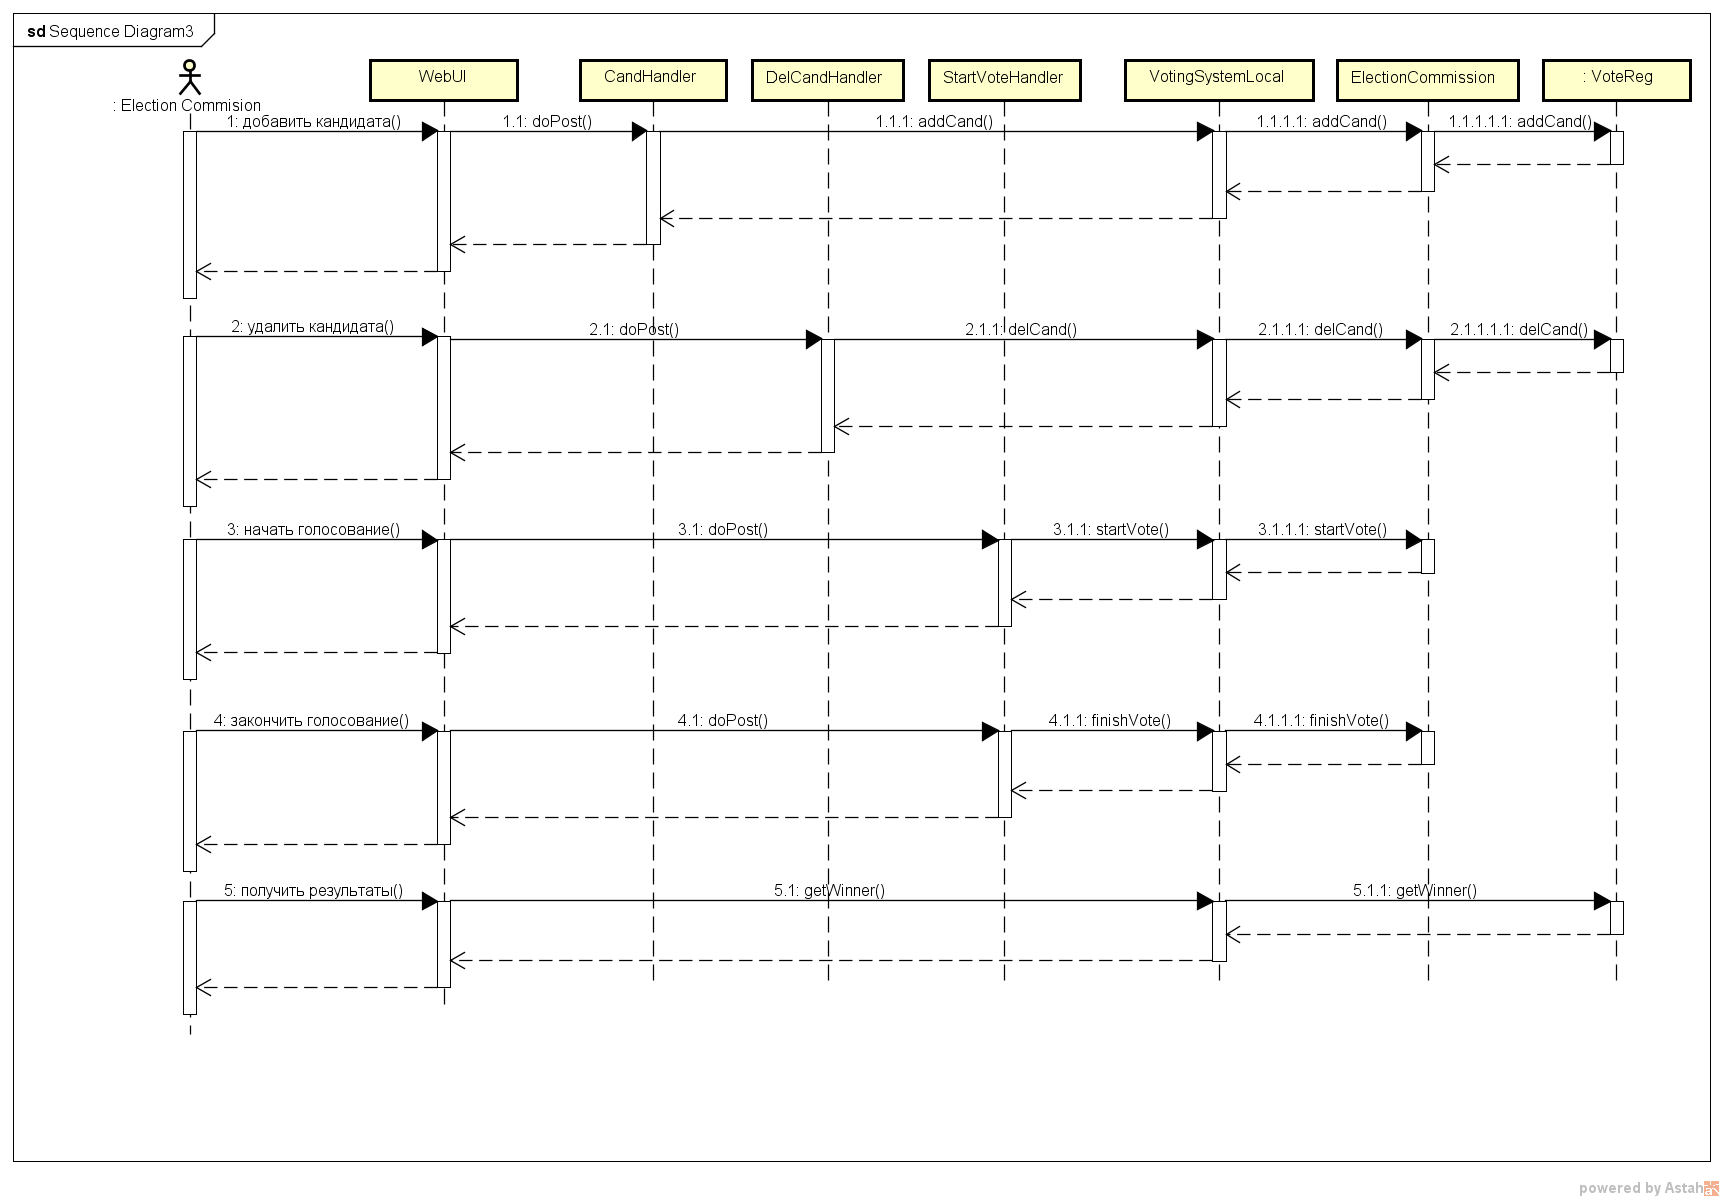 sd Sequence Diagram3
WebUI
CandHandler
DelCandHandler
StartVoteHandler
VotingSystemLocal
ElectionCommission
: VoteReg
: Election Commision
1: добавить кандидата()
1.1: doPost()
1.1.1: addCand()
1.1.1.1: addCand()
1.1.1.1.1: addCand()
2: удалить кандидата()
2.1: doPost()
2.1.1: delCand()
2.1.1.1: delCand()
2.1.1.1.1: delCand()
3: начать голосование()
3.1: doPost()
3.1.1: startVote()
3.1.1.1: startVote()
4: закончить голосование()
4.1: doPost()
4.1.1: finishVote()
4.1.1.1: finishVote()
5: получить результаты()
5.1: getWinner()
5.1.1: getWinner()
powered by Astah